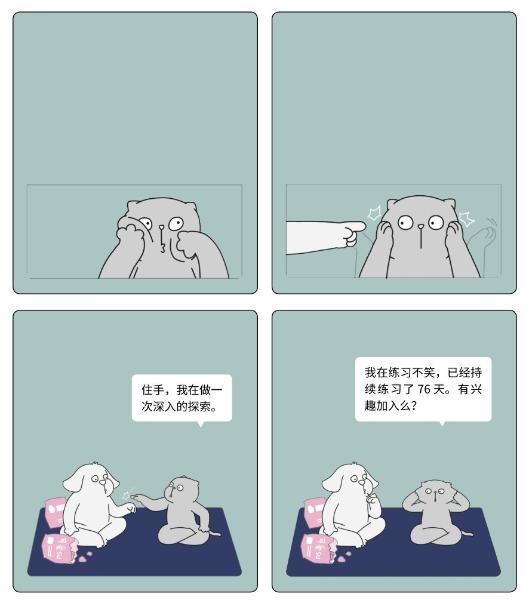 住手，我在做一
次深入的探索。
我在练习不笑，已经持
续练习了 76 天。有兴
趣加入么？